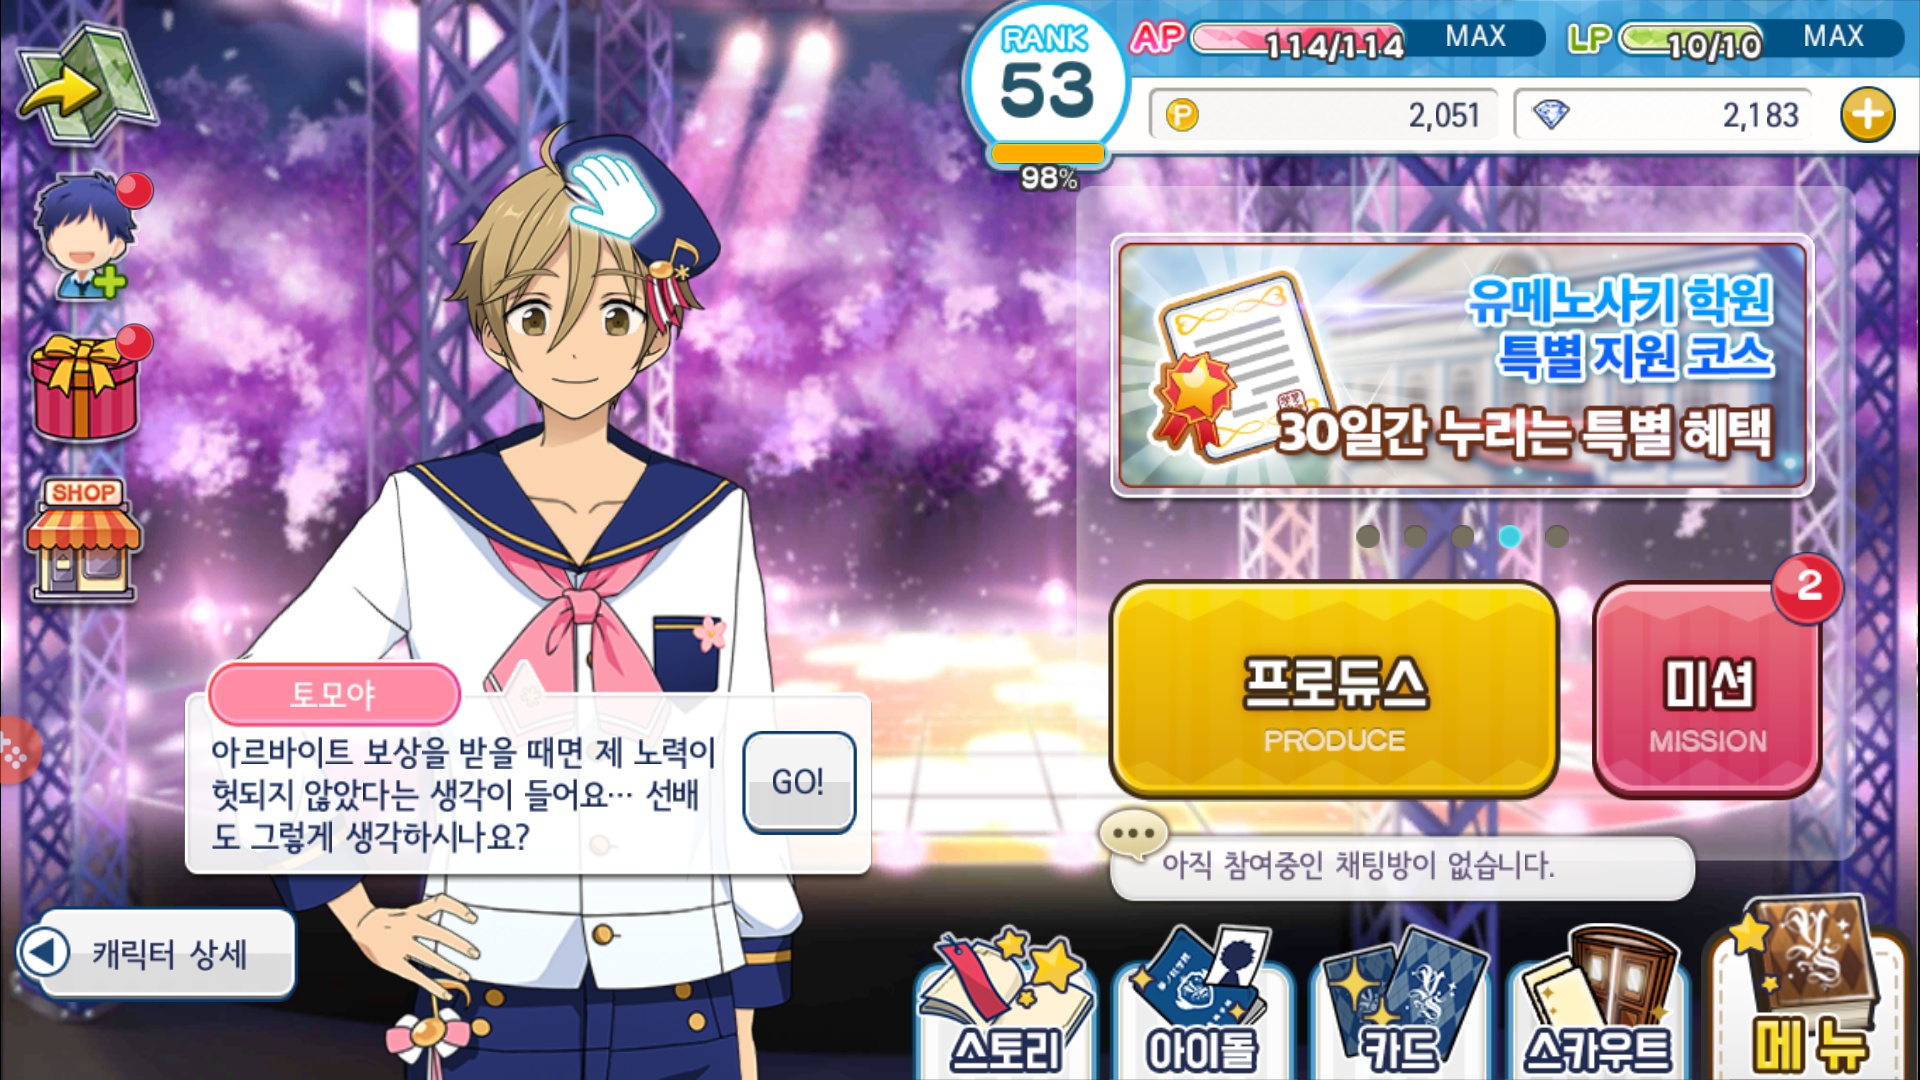 RANK
53
98%
AP
114/114
MAX
LP
10/10
MAX
P
2,051
2,183
SHOP
유메노사키 학원
특별 지원 코스
30일간 누리는 특별 혜택
프로듀스
PRODUCE
2
미션
MISSION
토모야
아르바이트 보상을 받을 때면 제 노력이
헛되지 않았다는 생각이 들어요… 선배
도 그렇게 생각하시나요?
GO!
아직 참여중인 채팅방이 없습니다.
캐릭터 상세
스토리
아이돌
카드
스카우트
메뉴